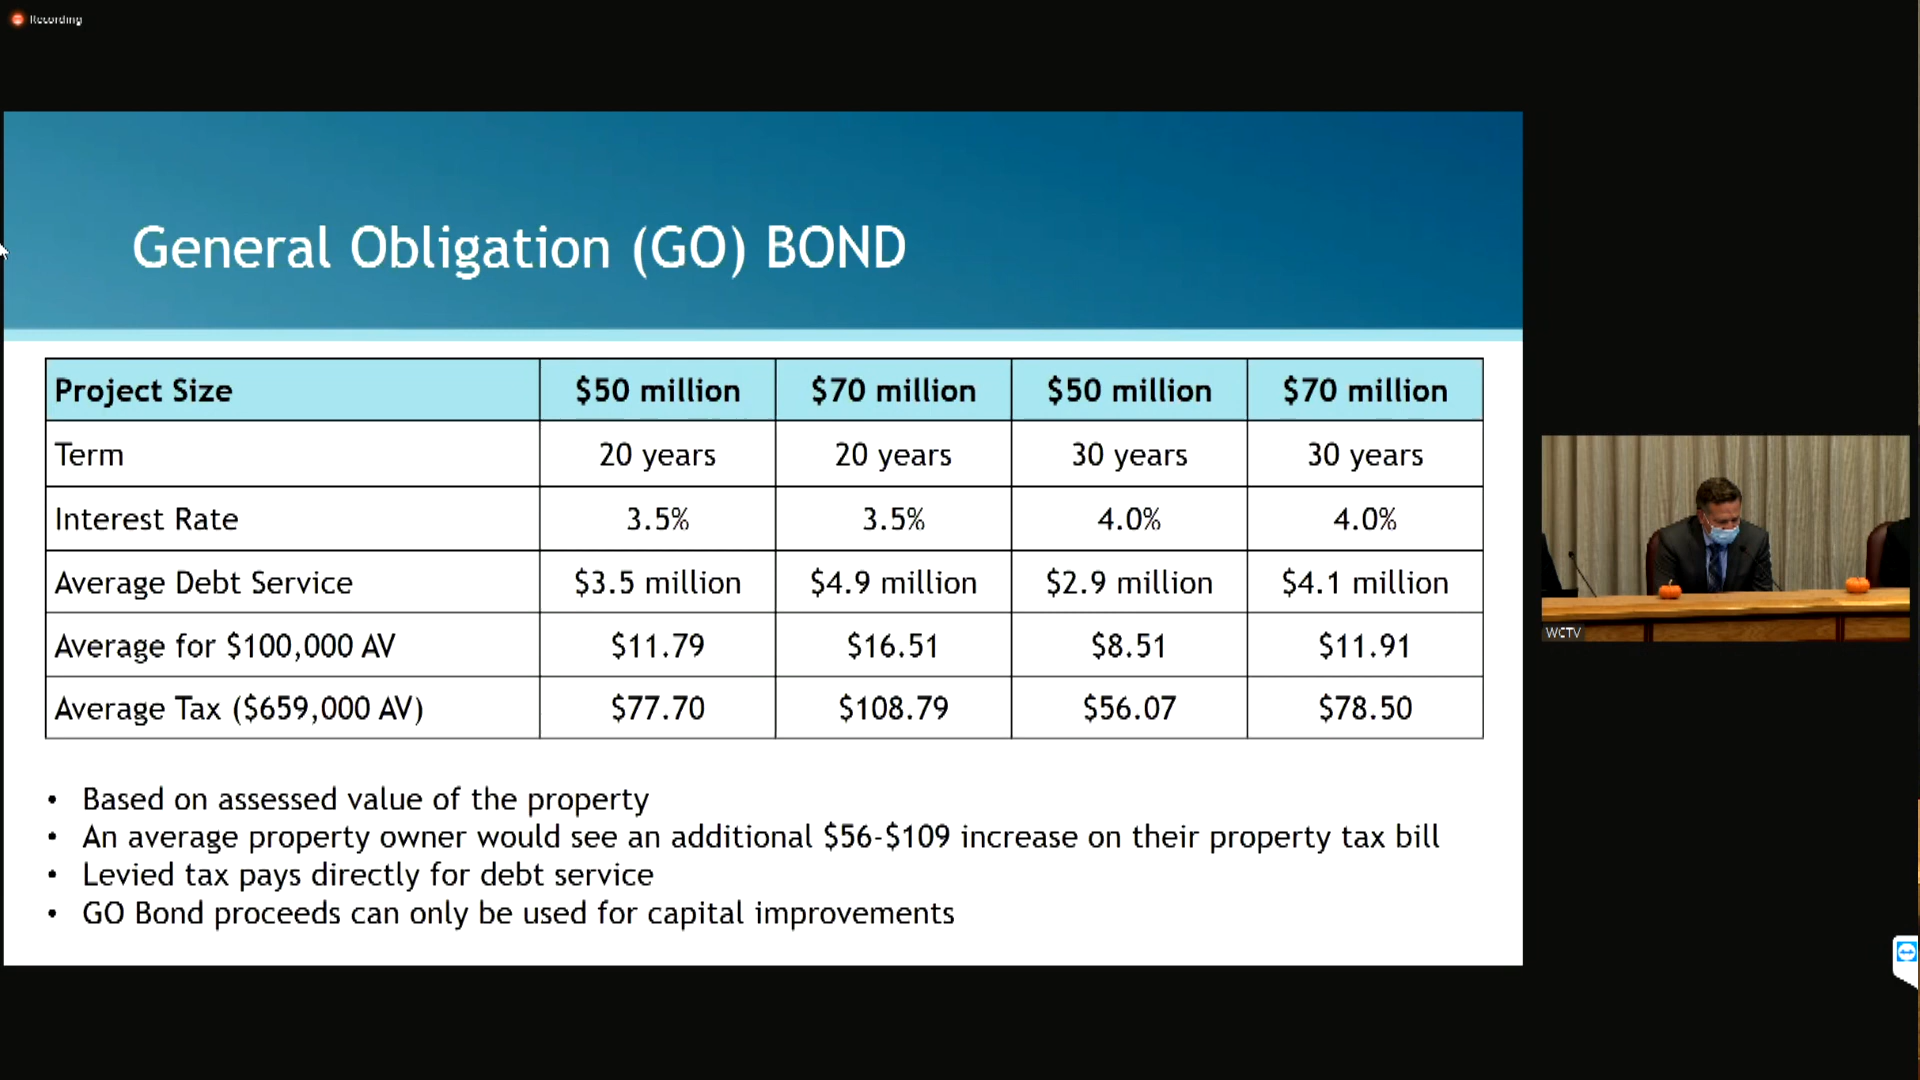 Recording
General Obligation (GO) BOND
Project Size $50 million $70 million $50 million $70 million
Term 20 years 20 years 30 years 30 years
Interest Rate 3.5% 3.5% 4.0% 4.0%
Average Debt Service $3.5 million $4.9 million $2.9 million $4.1 million
Average for $100,000 AV $11.79 $16.51 $8.51 $11.91
Average Tax ($659,000 AV) $77.70 $108.79 $56.07 $78.50
• Based on assessed value of the property
• An average property owner would see an additional $56-$109 increase on their property tax bill
• Levied tax pays directly for debt service
• GO Bond proceeds can only be used for capital improvements
WCTV